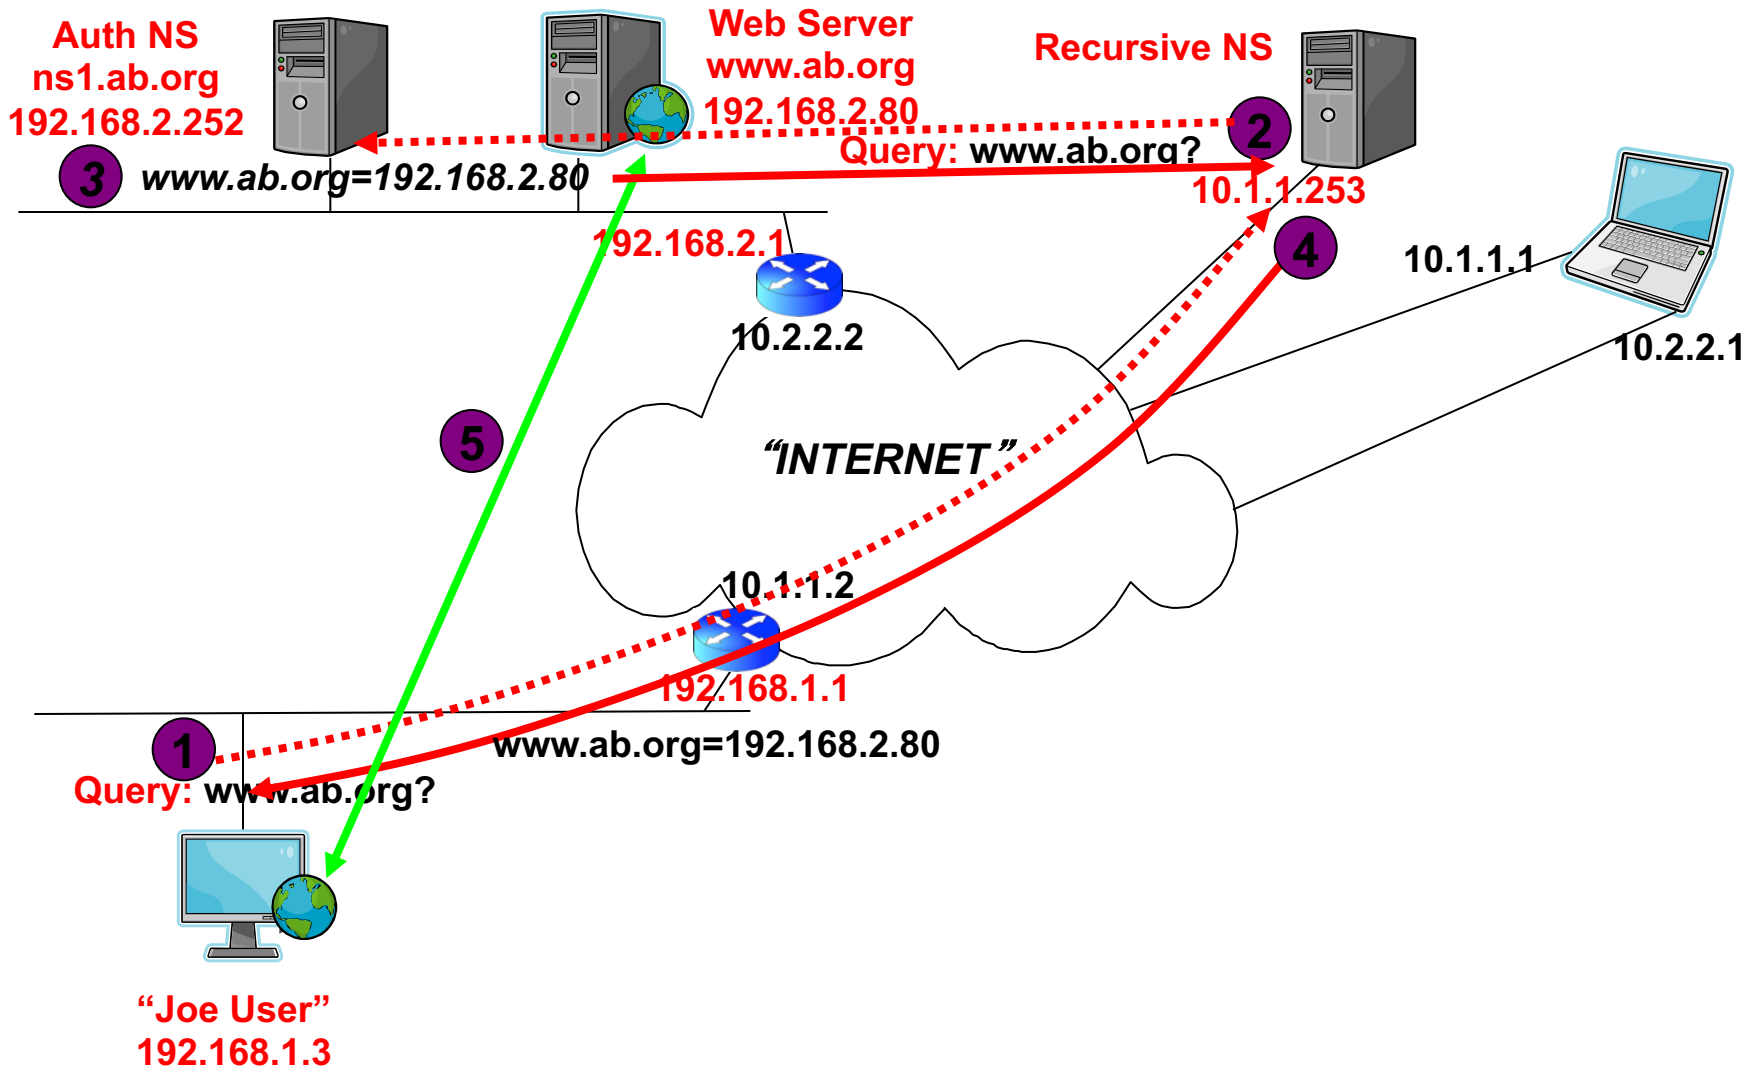 Auth NS
ns1.ab.org
192.168.2.252
Web Server
www.ab.org
192.168.2.80
Recursive NS
2
Query: www.ab.org?
3
www.ab.org=192.168.2.80
10.1.1.253
192.168.2.1
4
10.1.1.1
10.2.2.2
10.2.2.1
5
“INTERNET”
10.1.1.2
192.168.1.1
1
www.ab.org=192.168.2.80
Query: www.ab.org?
“Joe User”
192.168.1.3